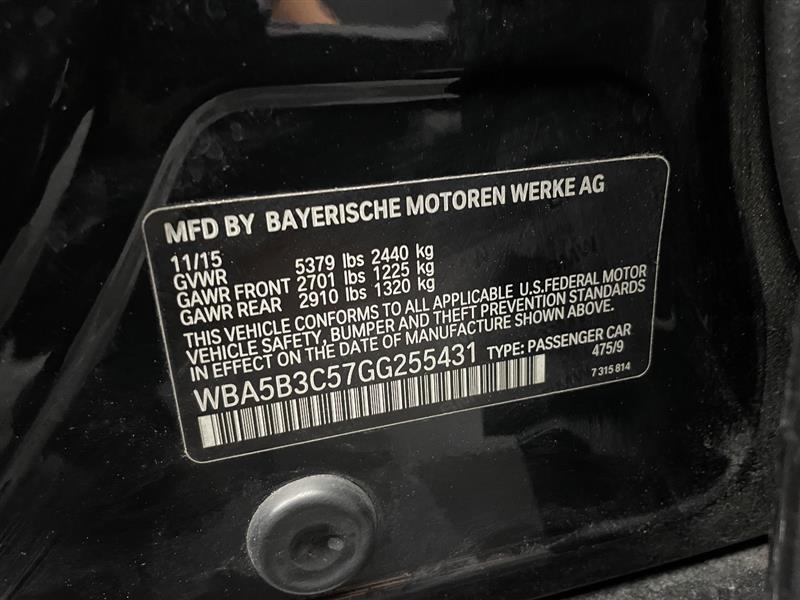 MFD BY BAYERISCHE MOTOREN WERKE AG
11/15
GVWR 5379 lbs 2440 kg
GAWR FRONT 2701 lbs 1225 kg
GAWR REAR 2910 lbs 1320 kg
THIS VEHICLE CONFORMS TO ALL APPLICABLE U.S.FEDERAL MOTOR
VEHICLE SAFETY, BUMPER AND THEFT PREVENTION STANDARDS
IN EFFECT ON THE DATE OF MANUFACTURE SHOWN ABOVE.
WBA5B3C57GG255431 TYPE: PASSENGER CAR
475/9
7 315 814